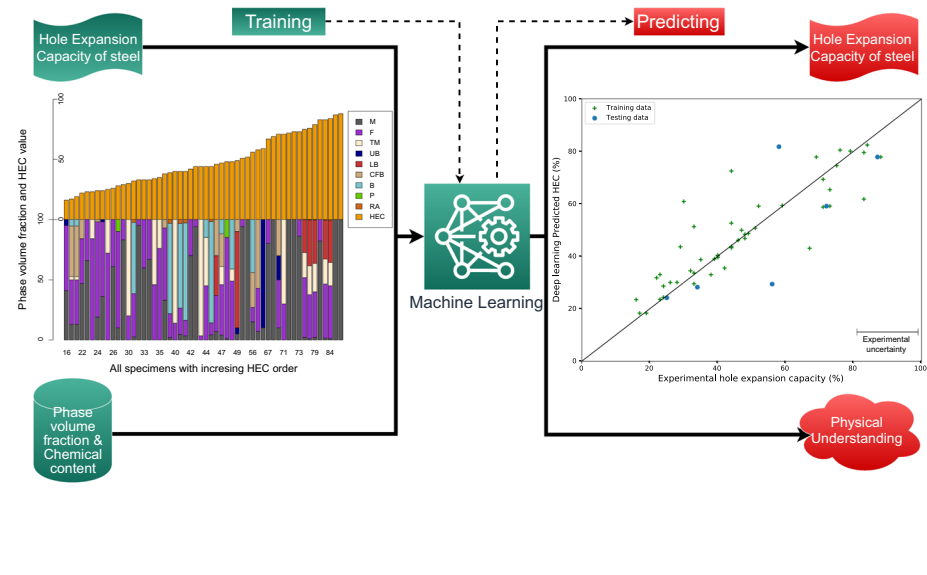 Training
Predicting
Hole Expansion
Capacity of steel
Hole Expansion
Capacity of steel
Phase volume fraction and HEC value
100
50
0
100
50
0
M
F
TM
UB
LB
CFB
B
P
RA
HEC
16 22 24 26 30 33 35 40 42 44 47 49 56 67 71 73 79 84
All specimens with incresing HEC order
Machine Learning
Deep learning Predicted HEC (%)
100
80
60
40
20
0
Training data
Testing data
Experimental
uncertainty
0 20 40 60 80 100
Experimental hole expansion capacity (%)
Phase
volume
fraction &
Chemical
content
Physical
Understanding